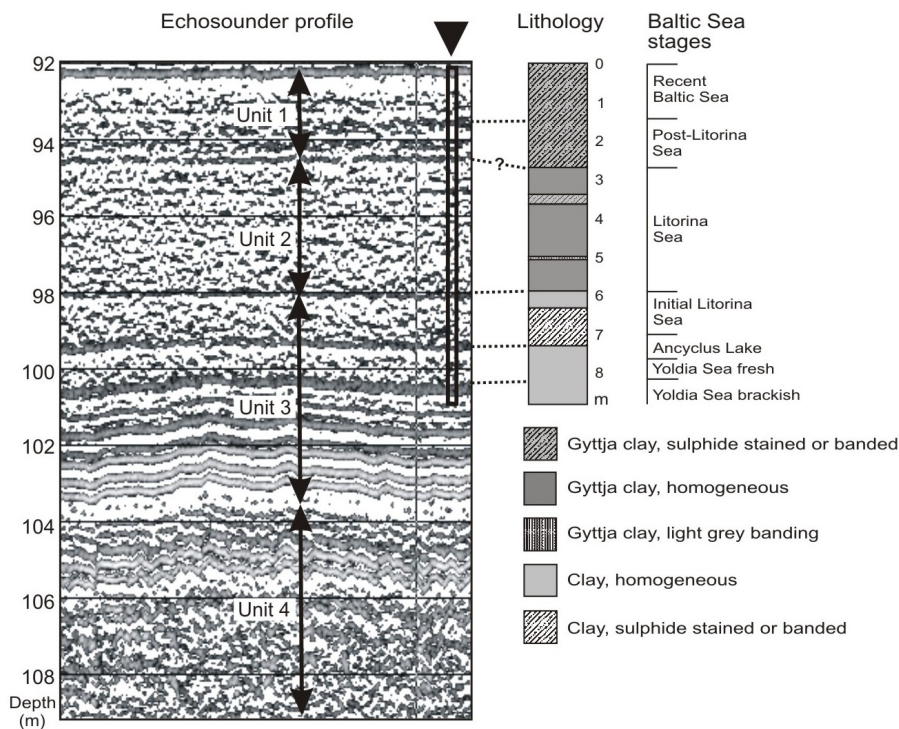 Echosounder profile
Lithology
Baltic Sea
stages
92
94
96
98
100
102
104
106
108
Depth
(m)
Unit 1
Unit 2
Unit 3
Unit 4
?
0
1
2
3
4
5
6
7
8
m
Recent
Baltic Sea
Post-Litorina
Sea
Litorina
Sea
Initial Litorina
Sea
Ancyclus Lake
Yoldia Sea fresh
Yoldia Sea brackish
Gyttja clay, sulphide stained or banded
Gyttja clay, homogeneous
Gyttja clay, light grey banding
Clay, homogeneous
Clay, sulphide stained or banded